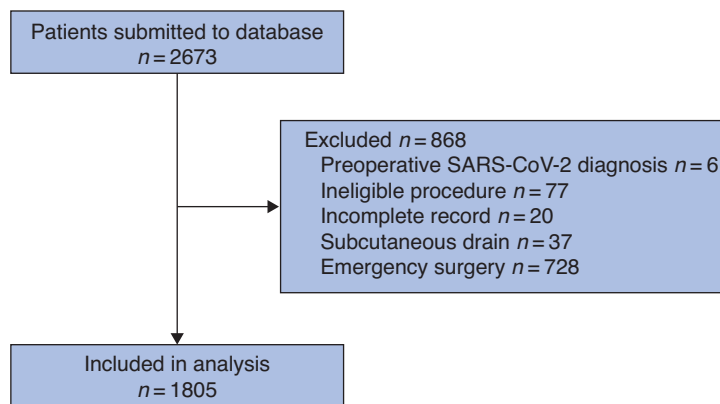 Patients submitted to database
n = 2673
Excluded n = 868
Preoperative SARS-CoV-2 diagnosis n = 6
Ineligible procedure n = 77
Incomplete record n = 20
Subcutaneous drain n = 37
Emergency surgery n = 728
Included in analysis
n = 1805